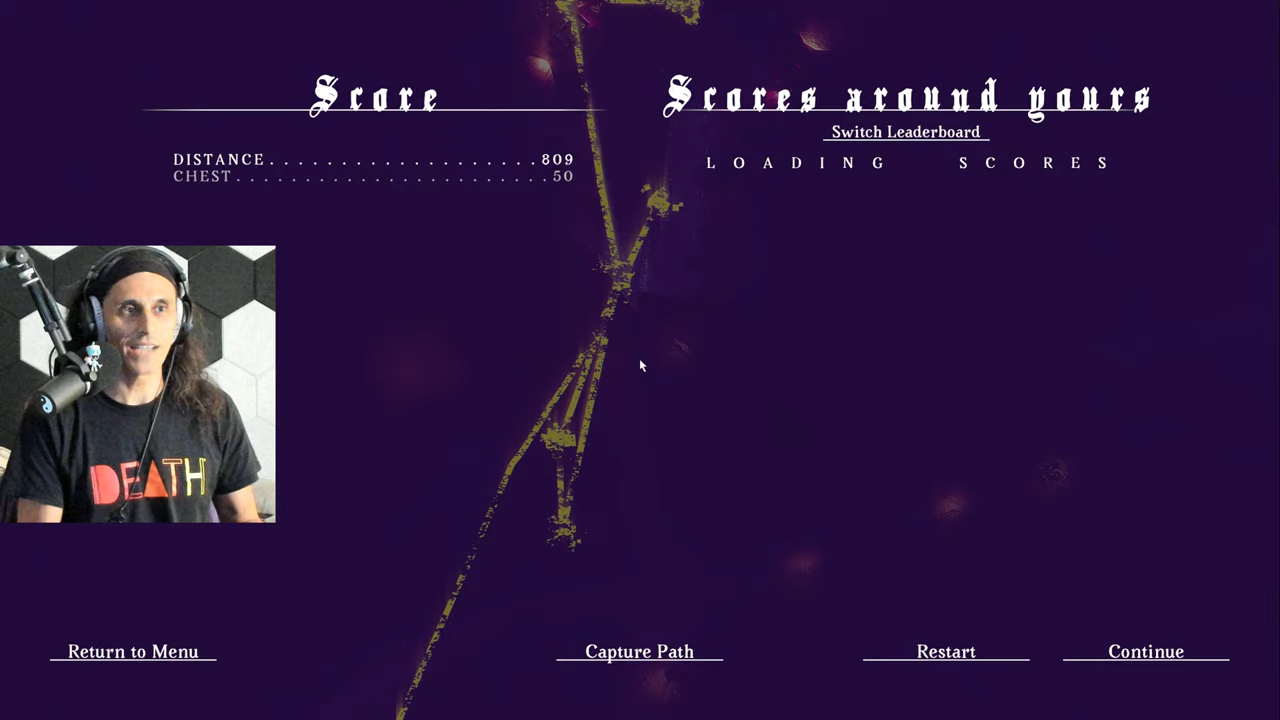 Score
DISTANCE.....................809
CHEST........................50
Scores around yours
Switch Leaderboard
LOADING SCORES
DEATH
Return to Menu
Capture Path
Restart
Continue